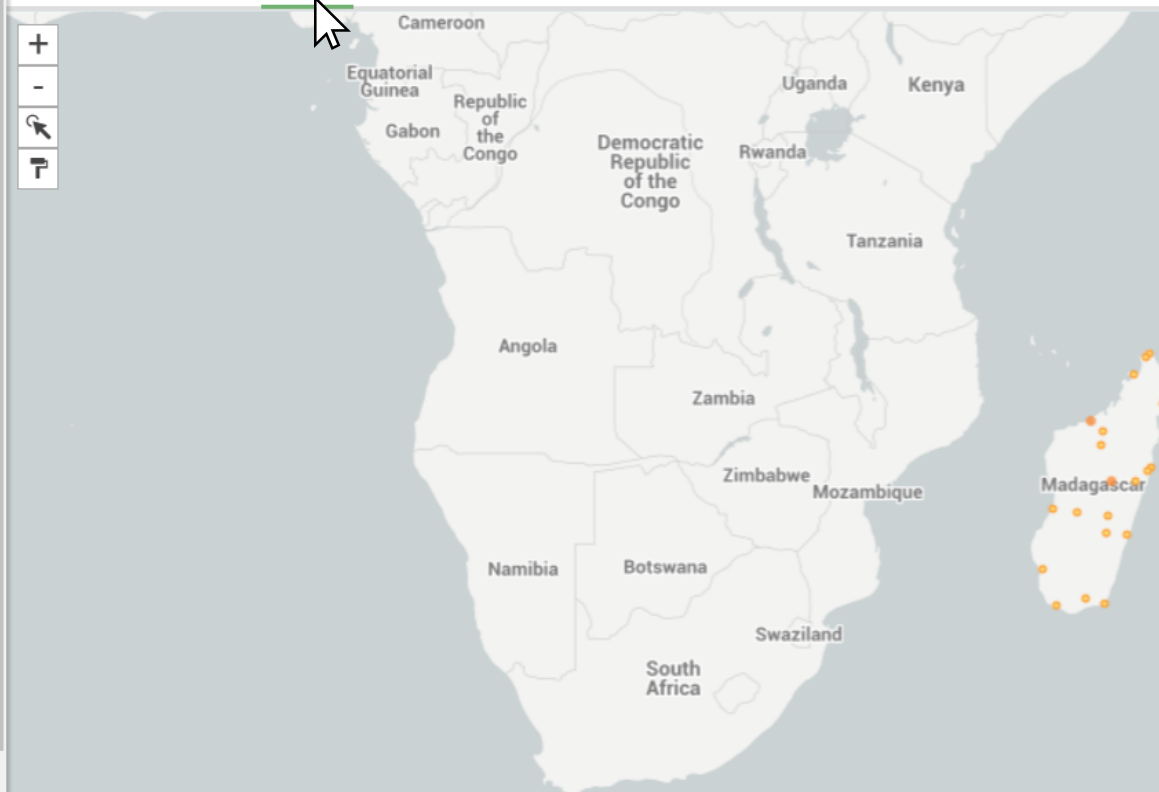 +
-
Cameroon
Equatorial
Guinea
Gabon
Republic
of
the
Congo
Democratic
Republic
of the
Congo
Uganda
Kenya
Rwanda
Tanzania
Angola
Zambia
Zimbabwe
Mozambique
Madagascar
Namibia
Botswana
Swaziland
South
Africa